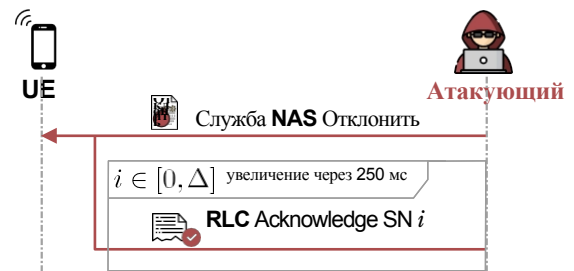 UE
Атакующий
Служба NAS Отклонить
i ∈ [0, Δ] увеличение через 250 мс
RLC Acknowledge SN i